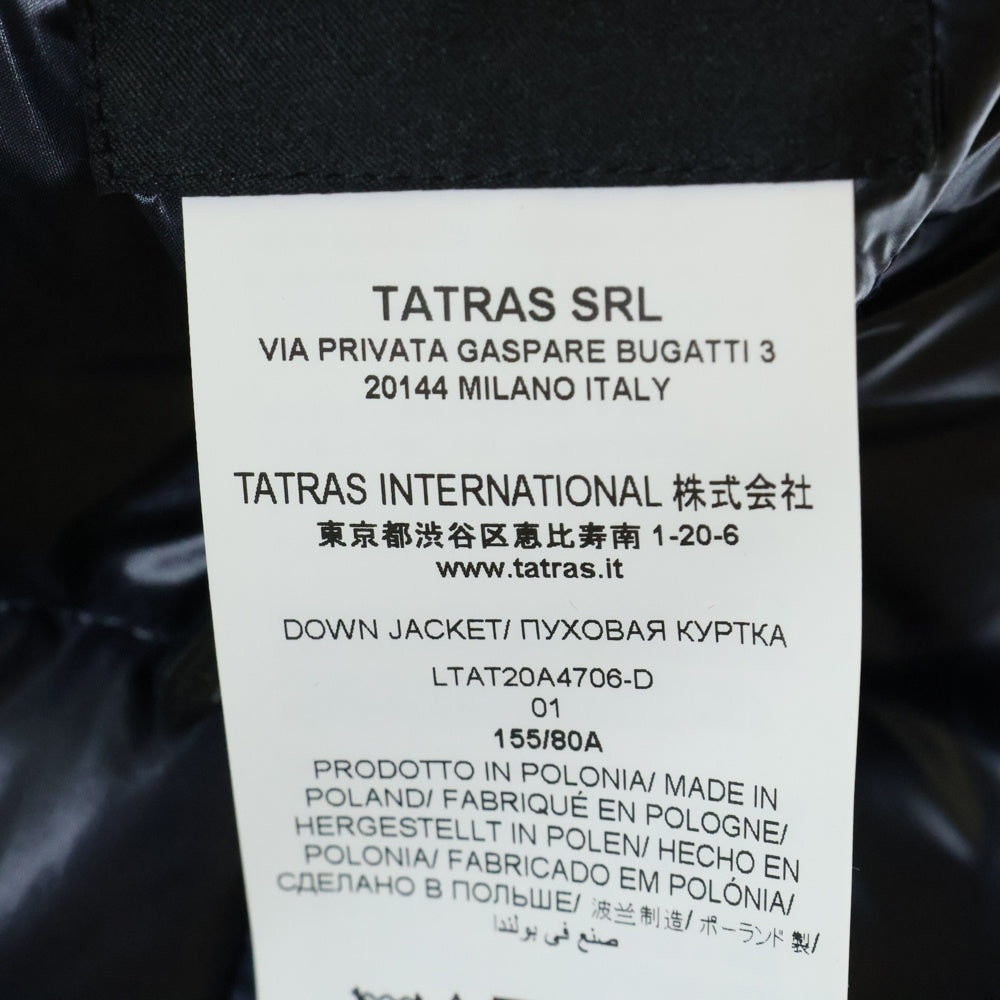 TATRAS SRL
VIA PRIVATA GASPARE BUGATTI 3
20144 MILANO ITALY
TATRAS INTERNATIONAL 株式会社
東京都渋谷区恵比寿南 1-20-6
www.tatras.it
DOWN JACKET/ ПУХОВАЯ КУРТКА
LTAT20A4706-D
01
155/80A
PRODOTTO IN POLONIA/ MADE IN
POLAND/ FABRIQUÉ EN POLOGNE/
HERGESTELLT IN POLEN/ HECHO EN
POLONIA/ FABRICADO EM POLÓNIA/
СДЕЛАНО В ПОЛЬШЕ/ 波兰制造/ ポーランド製/
صنع في بولندا